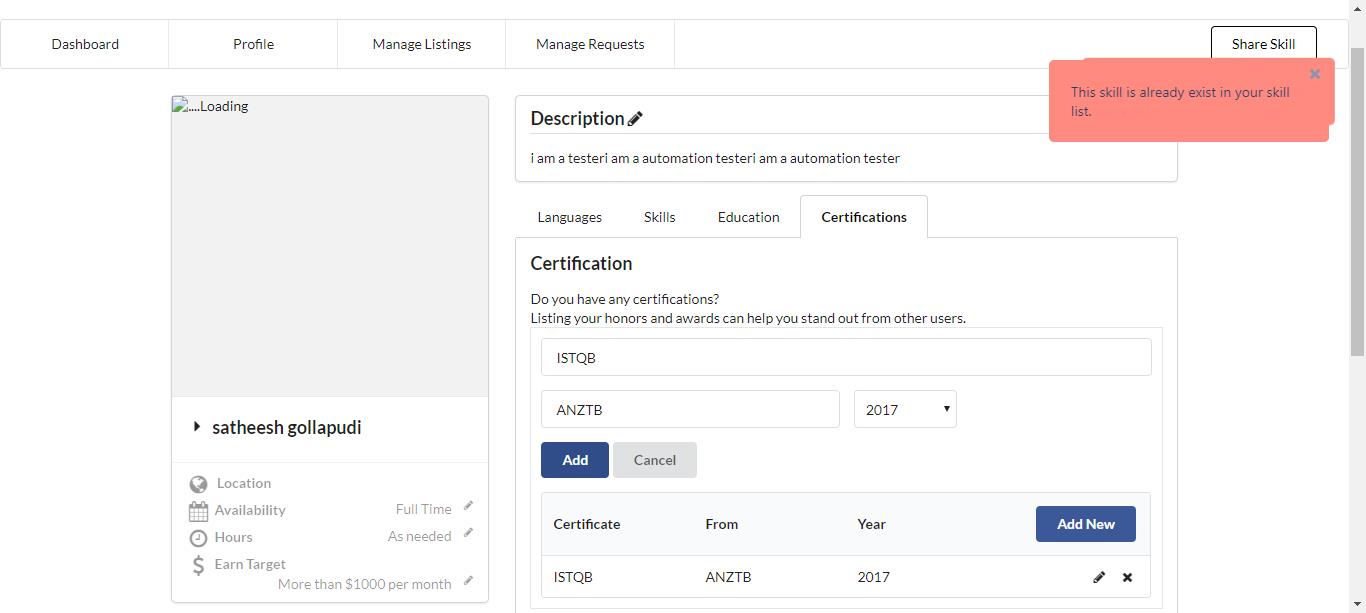 Dashboard
Profile
Manage Listings
Manage Requests
Share Skill
This skill is already exist in your skill
list.
....Loading
satheesh gollapudi
Location
Availability Full Time
Hours As needed
Earn Target
More than $1000 per month
Description
i am a testeri am a automation testeri am a automation tester
Languages
Skills
Education
Certifications
Certification
Do you have any certifications?
Listing your honors and awards can help you stand out from other users.
ISTQB
ANZTB
2017
Add
Cancel
Certificate From Year Add New
ISTQB ANZTB 2017